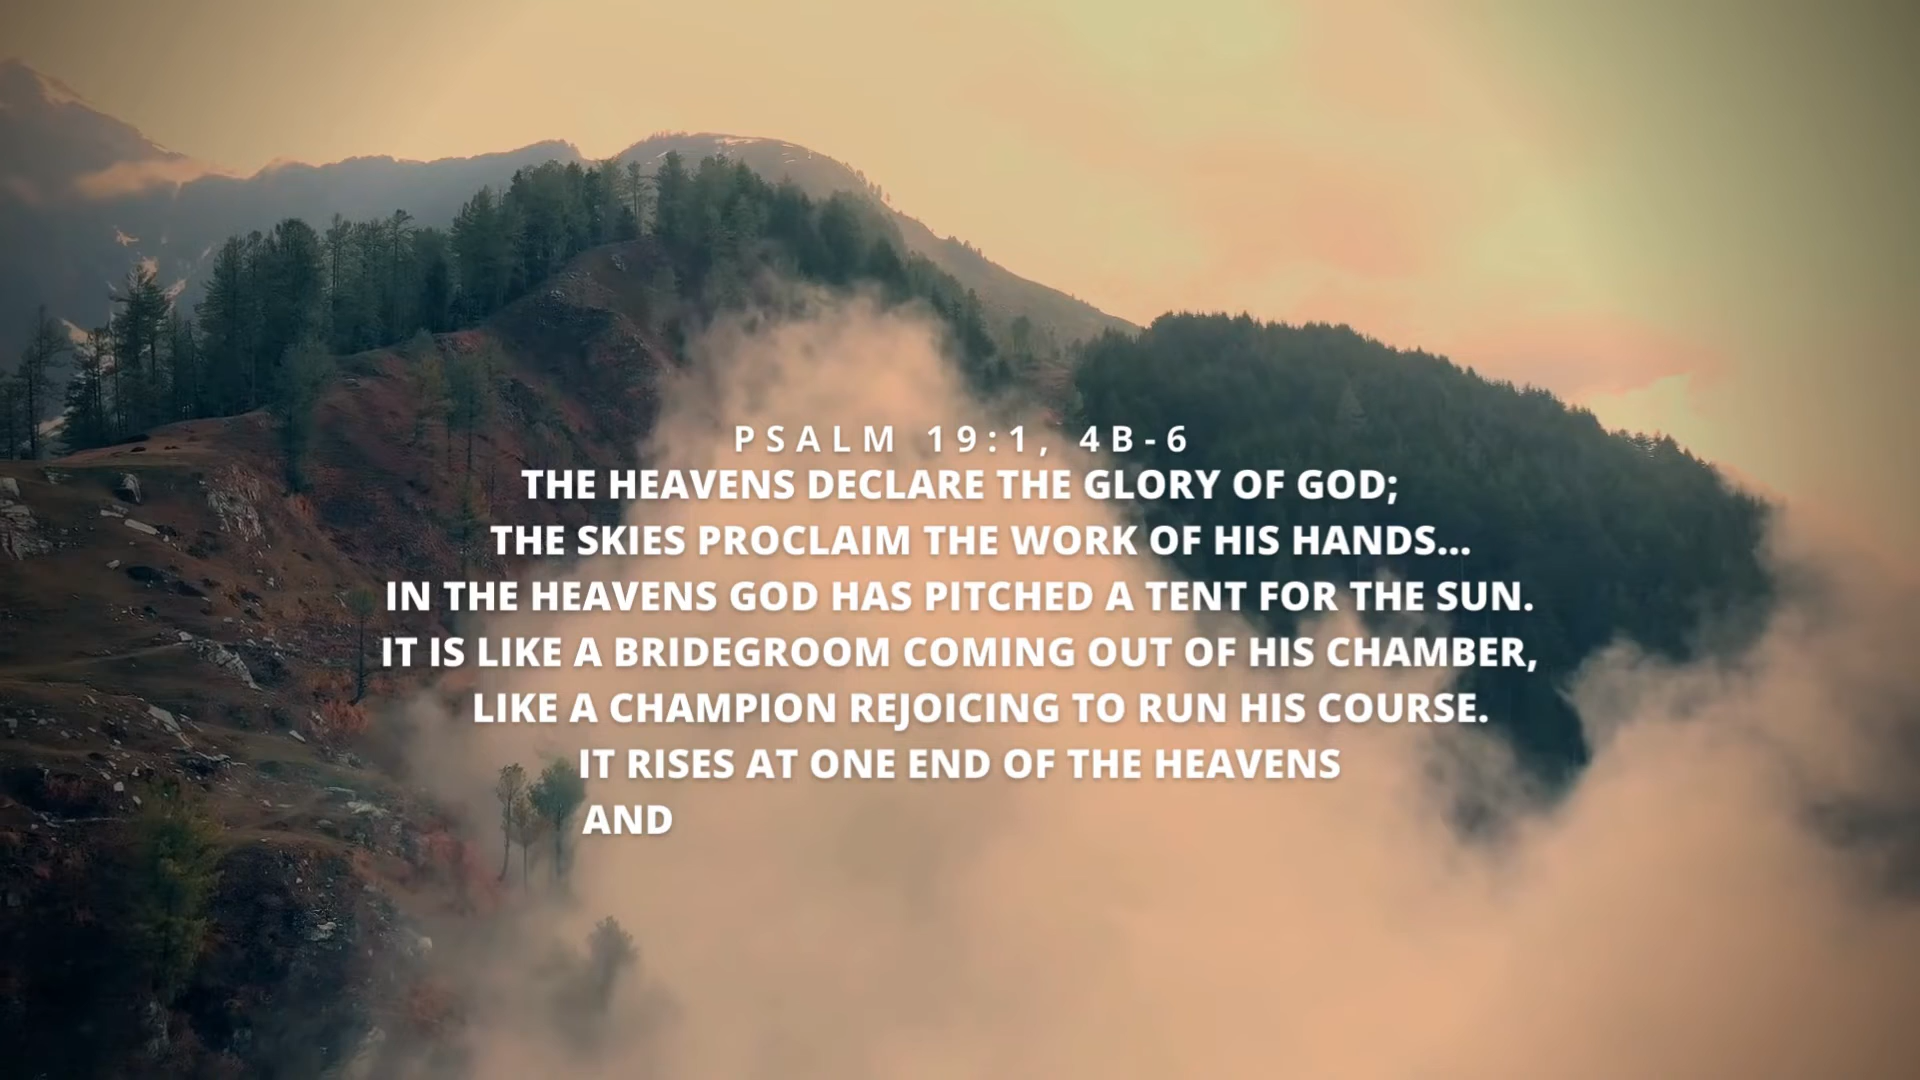 PSALM 19:1, 4B-6
THE HEAVENS DECLARE THE GLORY OF GOD;
THE SKIES PROCLAIM THE WORK OF HIS HANDS...
IN THE HEAVENS GOD HAS PITCHED A TENT FOR THE SUN.
IT IS LIKE A BRIDEGROOM COMING OUT OF HIS CHAMBER,
LIKE A CHAMPION REJOICING TO RUN HIS COURSE.
IT RISES AT ONE END OF THE HEAVENS
AND